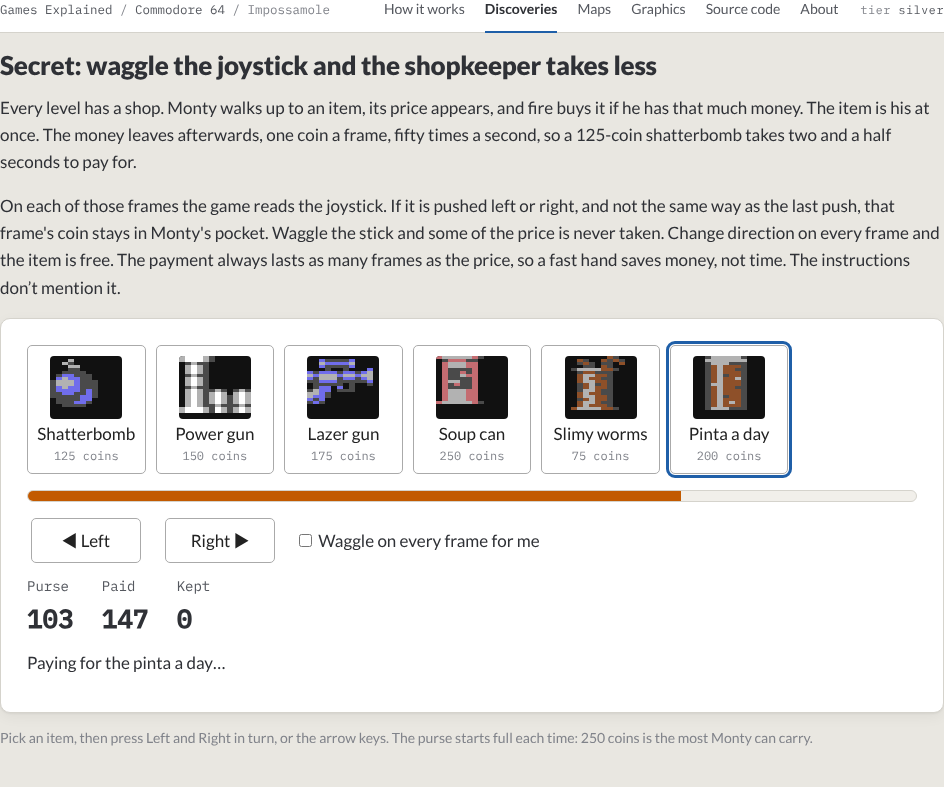 Games Explained / Commodore 64 / Impossamole
How it works Discoveries Maps Graphics Source code About tier silver
Secret: waggle the joystick and the shopkeeper takes less
Every level has a shop. Monty walks up to an item, its price appears, and fire buys it if he has that much money. The item is his at
once. The money leaves afterwards, one coin a frame, fifty times a second, so a 125-coin shatterbomb takes two and a half
seconds to pay for.
On each of those frames the game reads the joystick. If it is pushed left or right, and not the same way as the last push, that
frame's coin stays in Monty's pocket. Waggle the stick and some of the price is never taken. Change direction on every frame and
the item is free. The payment always lasts as many frames as the price, so a fast hand saves money, not time. The instructions
don't mention it.
Shatterbomb Power gun Lazer gun Soup can Slimy worms Pinta a day
125 coins 150 coins 175 coins 250 coins 75 coins 200 coins
◀ Left Right ▶ Waggle on every frame for me
Purse Paid Kept
103 147 0
Paying for the pinta a day…
Pick an item, then press Left and Right in turn, or the arrow keys. The purse starts full each time: 250 coins is the most Monty can carry.